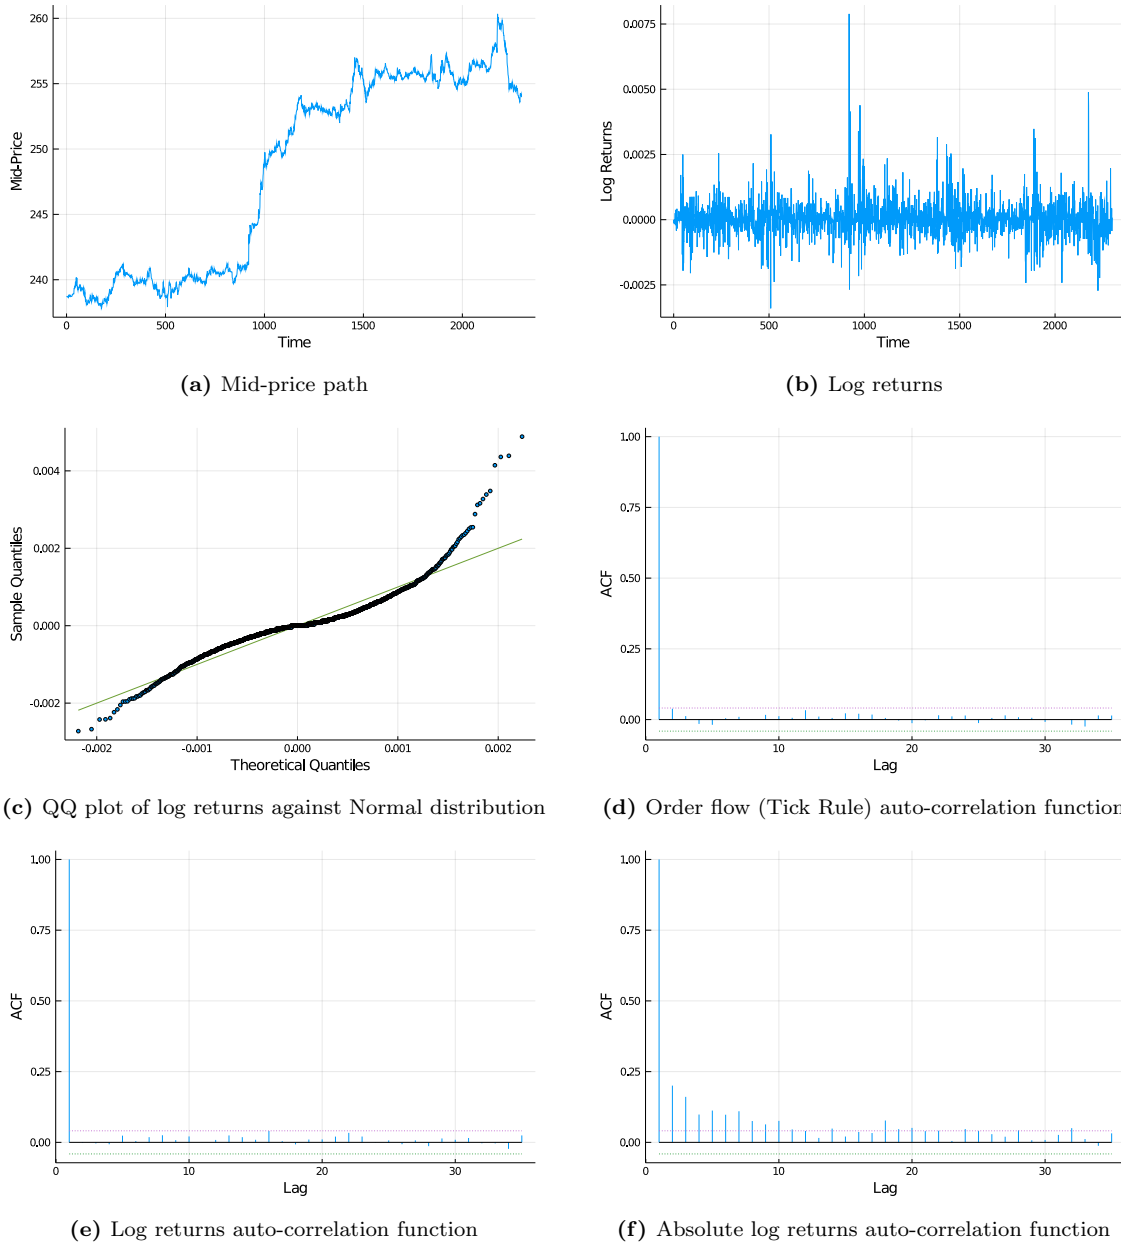 260
255
250
245
240
Mid-Price
0 500 1000 1500 2000
Time
(a) Mid-price path
0.0075
0.0050
0.0025
0.0000
-0.0025
Log Returns
0 500 1000 1500 2000
Time
(b) Log returns
0.004
0.002
0.000
-0.002
Sample Quantiles
-0.002 -0.001 0.000 0.001 0.002
Theoretical Quantiles
(c) QQ plot of log returns against Normal distribution
1.00
0.75
0.50
0.25
0.00
ACF
0 10 20 30
Lag
(d) Order flow (Tick Rule) auto-correlation function
1.00
0.75
0.50
0.25
0.00
ACF
0 10 20 30
Lag
(e) Log returns auto-correlation function
1.00
0.75
0.50
0.25
0.00
ACF
0 10 20 30
Lag
(f) Absolute log returns auto-correlation function